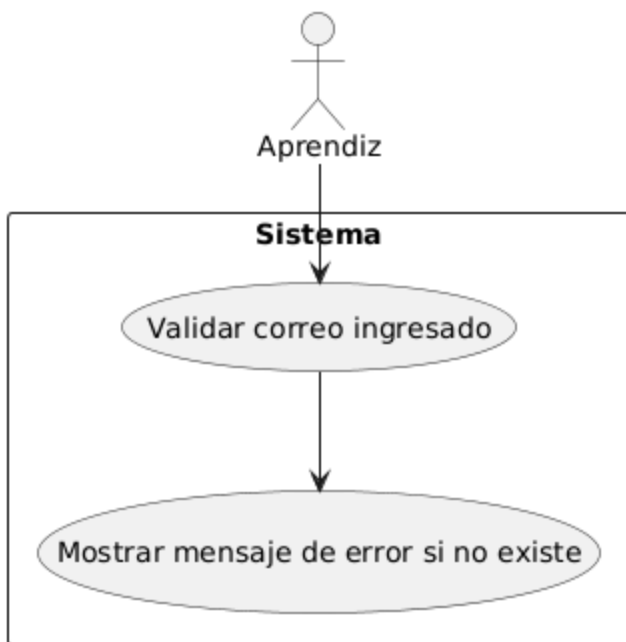 Aprendiz
Sistema
Validar correo ingresado
Mostrar mensaje de error si no existe